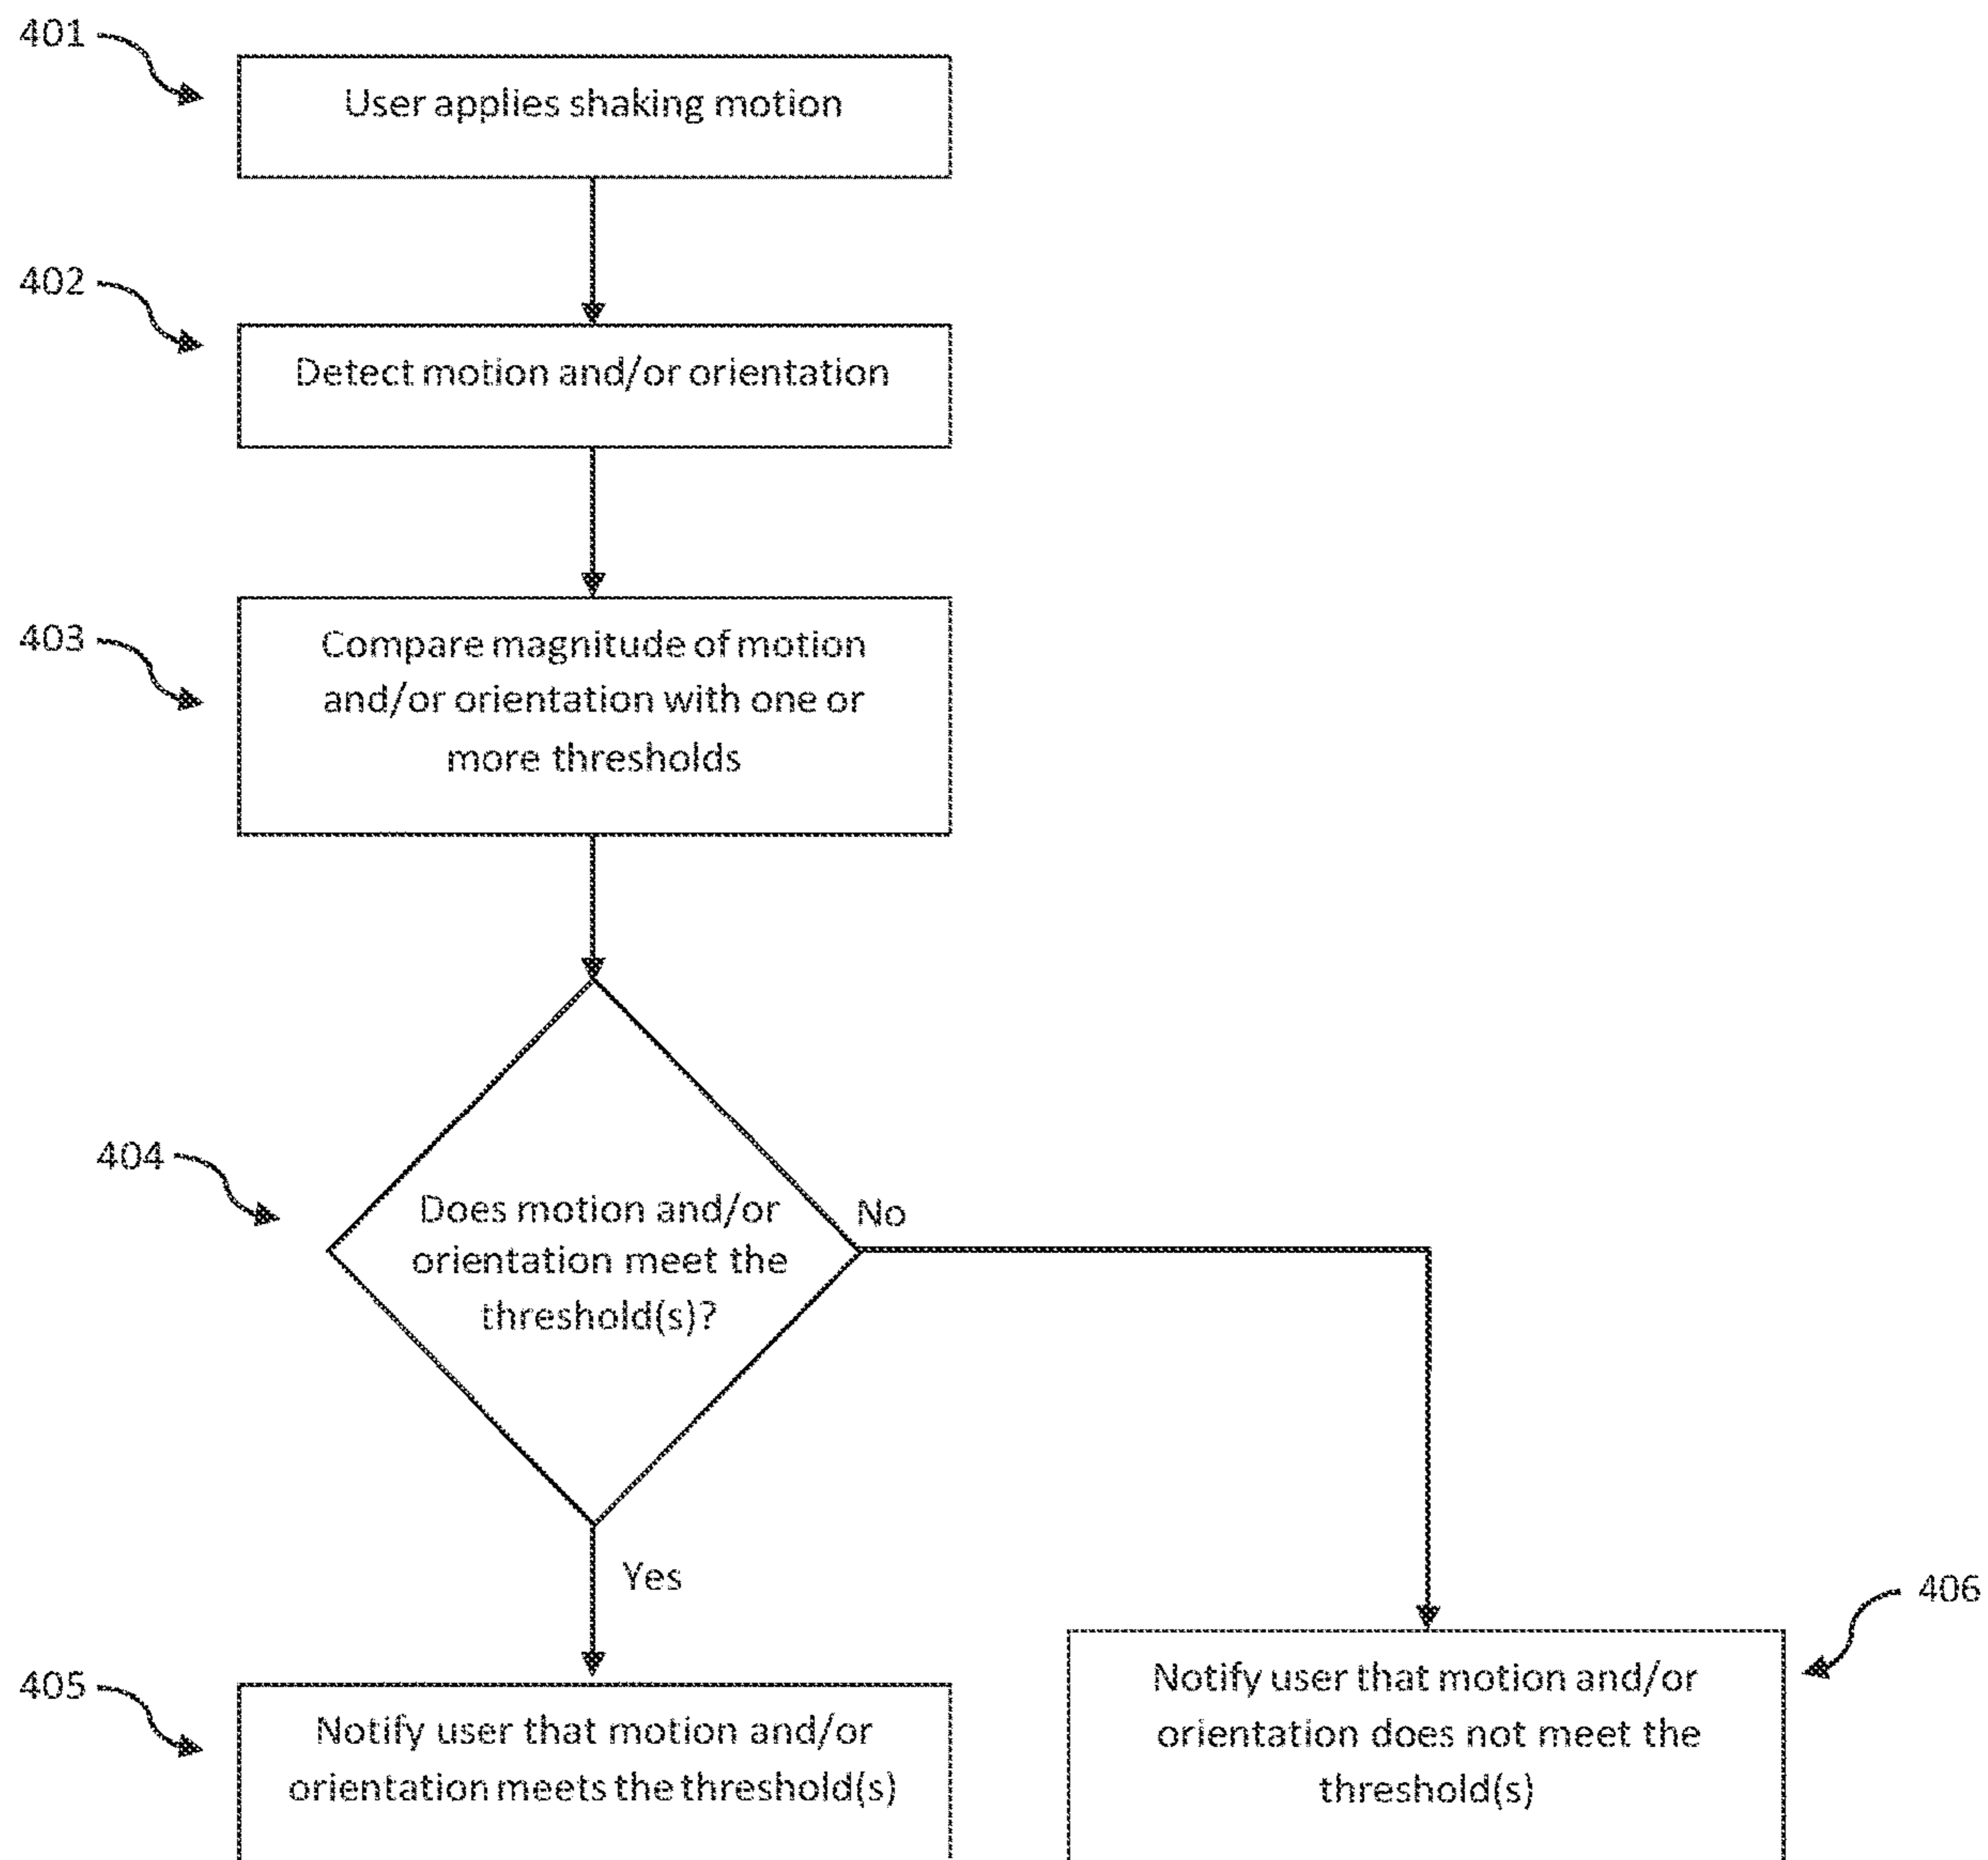 401
User applies shaking motion
402
Detect motion and/or orientation
403
Compare magnitude of motion
and/or orientation with one or
more thresholds
404
Does motion and/or
orientation meet the
threshold(s)?
No
Yes
405
Notify user that motion and/or
orientation meets the threshold(s)
406
Notify user that motion and/or
orientation does not meet the
threshold(s)